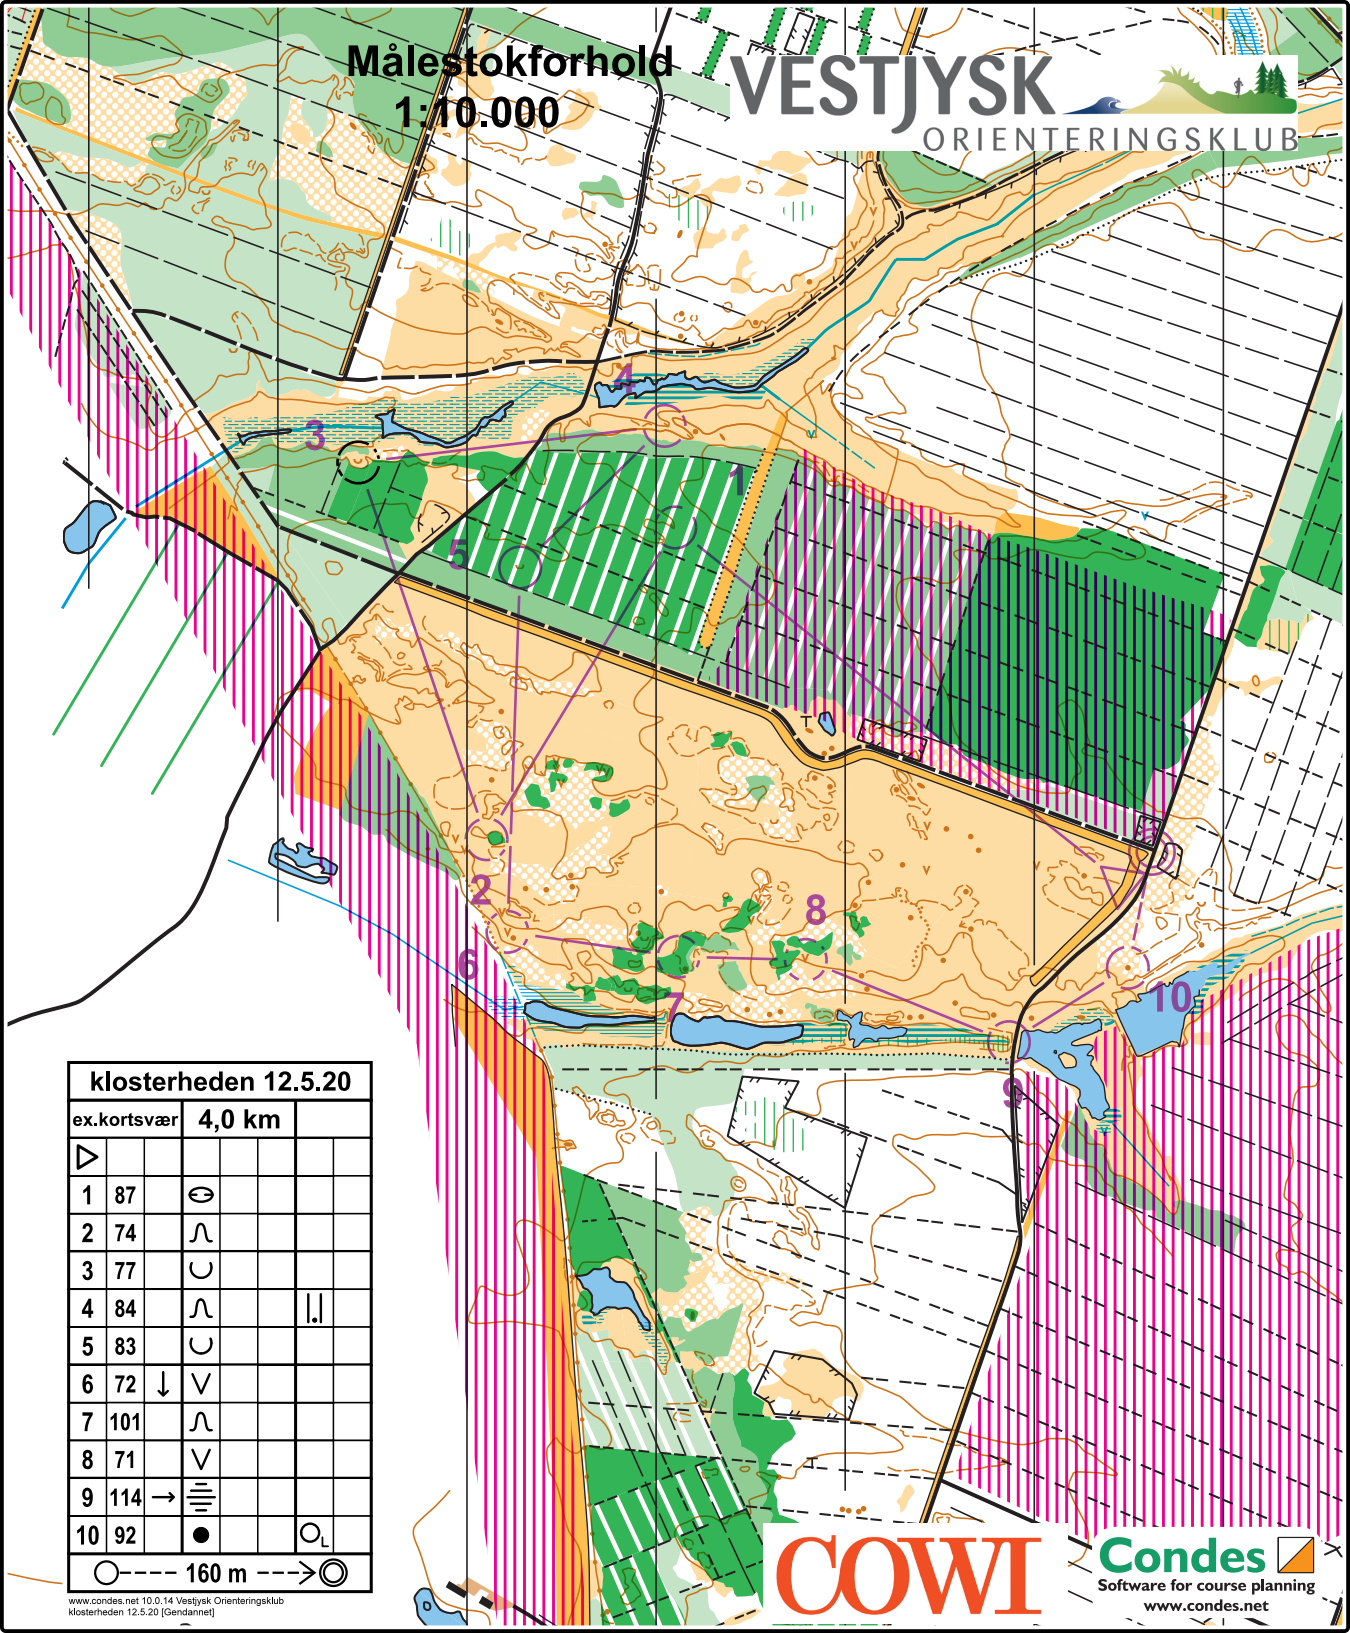 Målestokforhold
1:10.000
VESTJYSK
ORIENTERINGSKLUB
4
3
1
5
T
2
8
6
7
10
9
klosterheden 12.5.20
ex.kortsvær 4,0 km
1 87
2 74
3 77
4 84
5 83
6 72
7 101
8 71
9 114
10 92
L
160 m
www.condes.net 10.0.14 Vestjysk Orienteringsklub
klosterheden 12.5.20 [Gendannet]
COWI
Condes
Software for course planning
www.condes.net